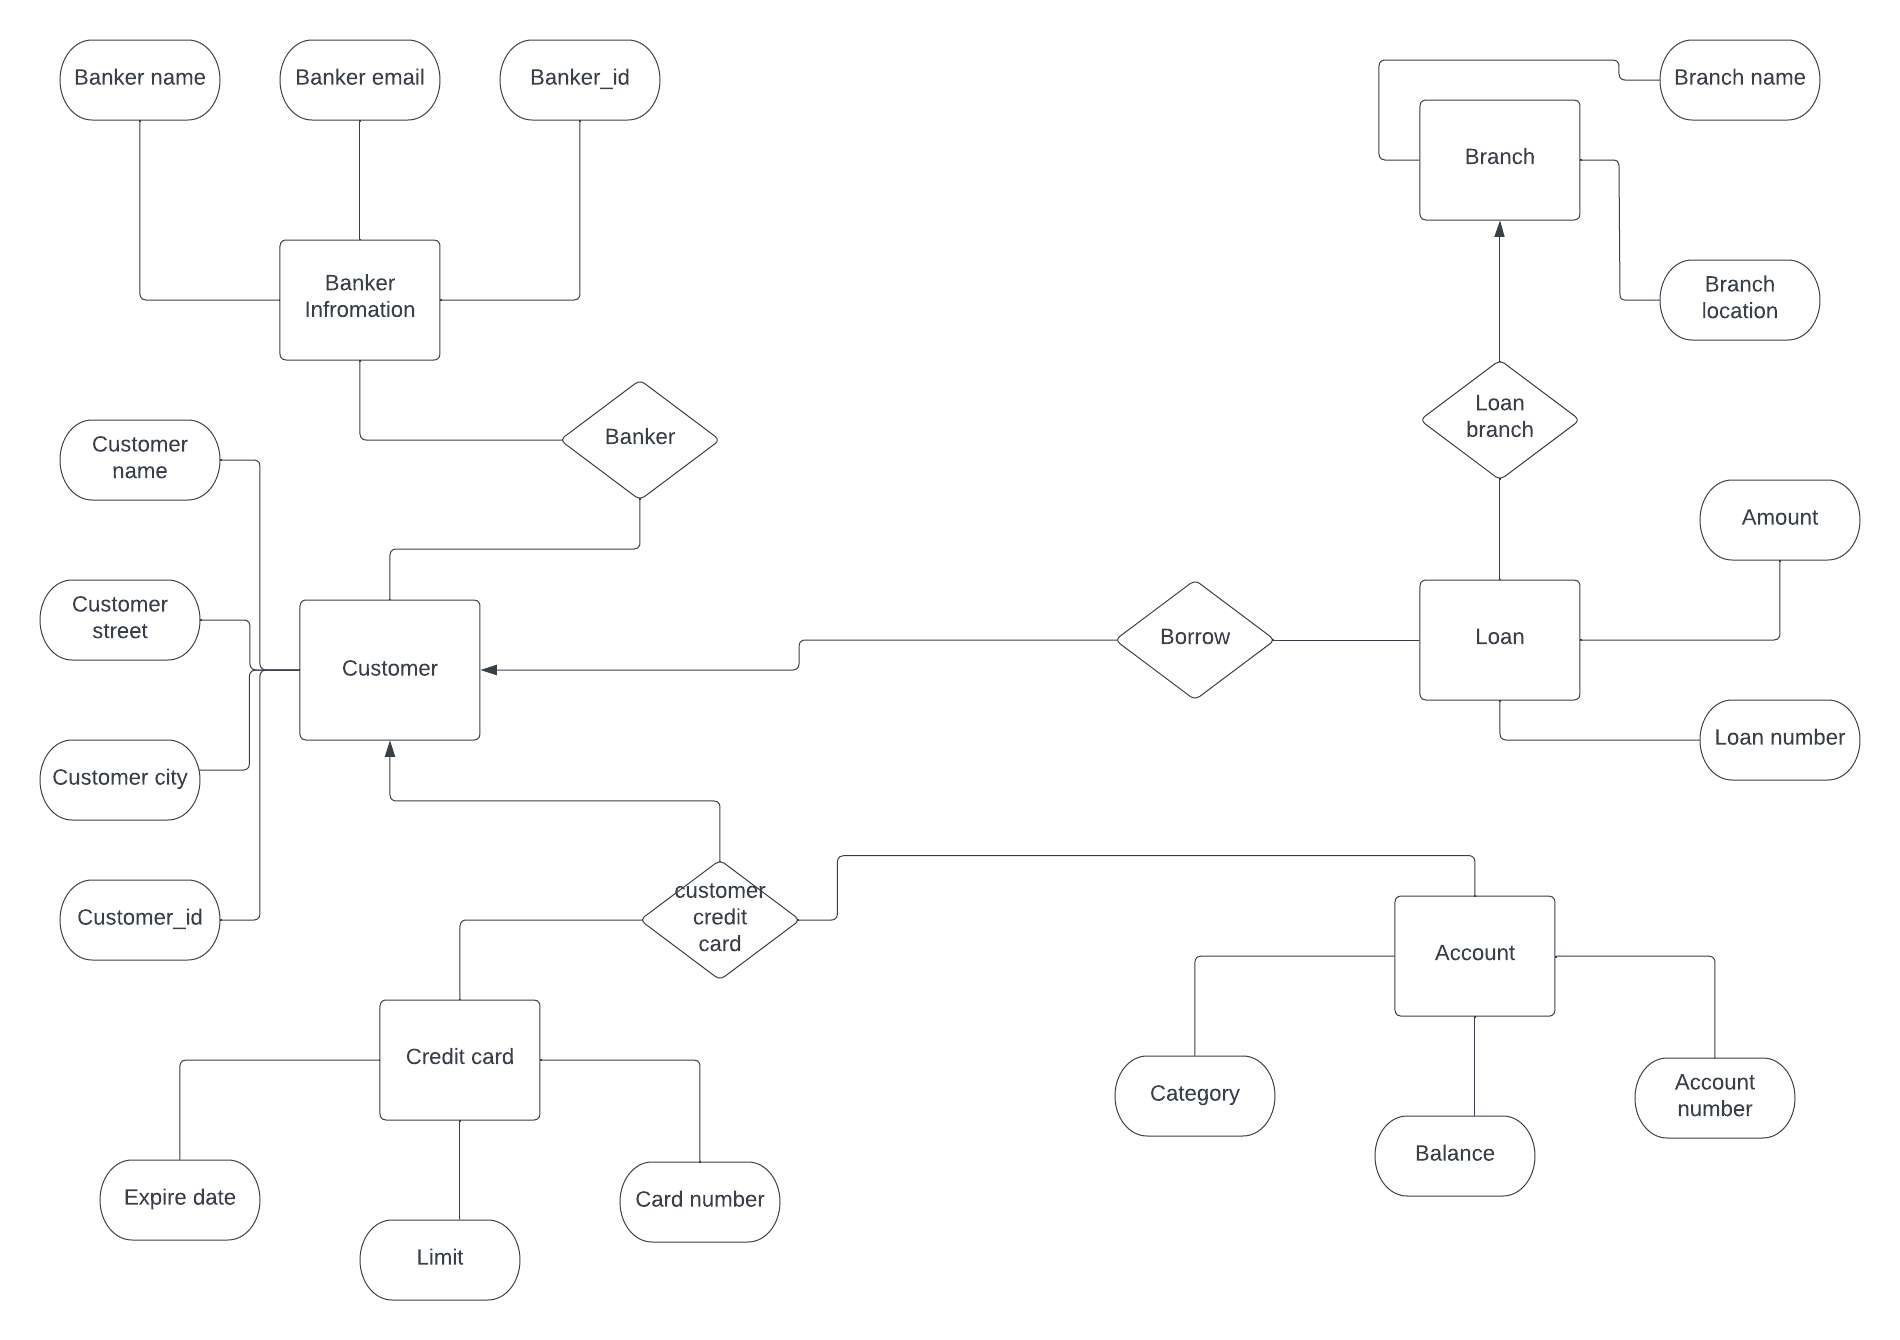 Banker name
Banker email
Banker_id
Branch name
Branch
Banker
Infromation
Branch
location
Loan
branch
Banker
Customer
name
Amount
Customer
street
Customer
Borrow
Loan
Loan number
Customer city
customer
credit
card
Customer_id
Account
Credit card
Category
Account
number
Balance
Expire date
Card number
Limit